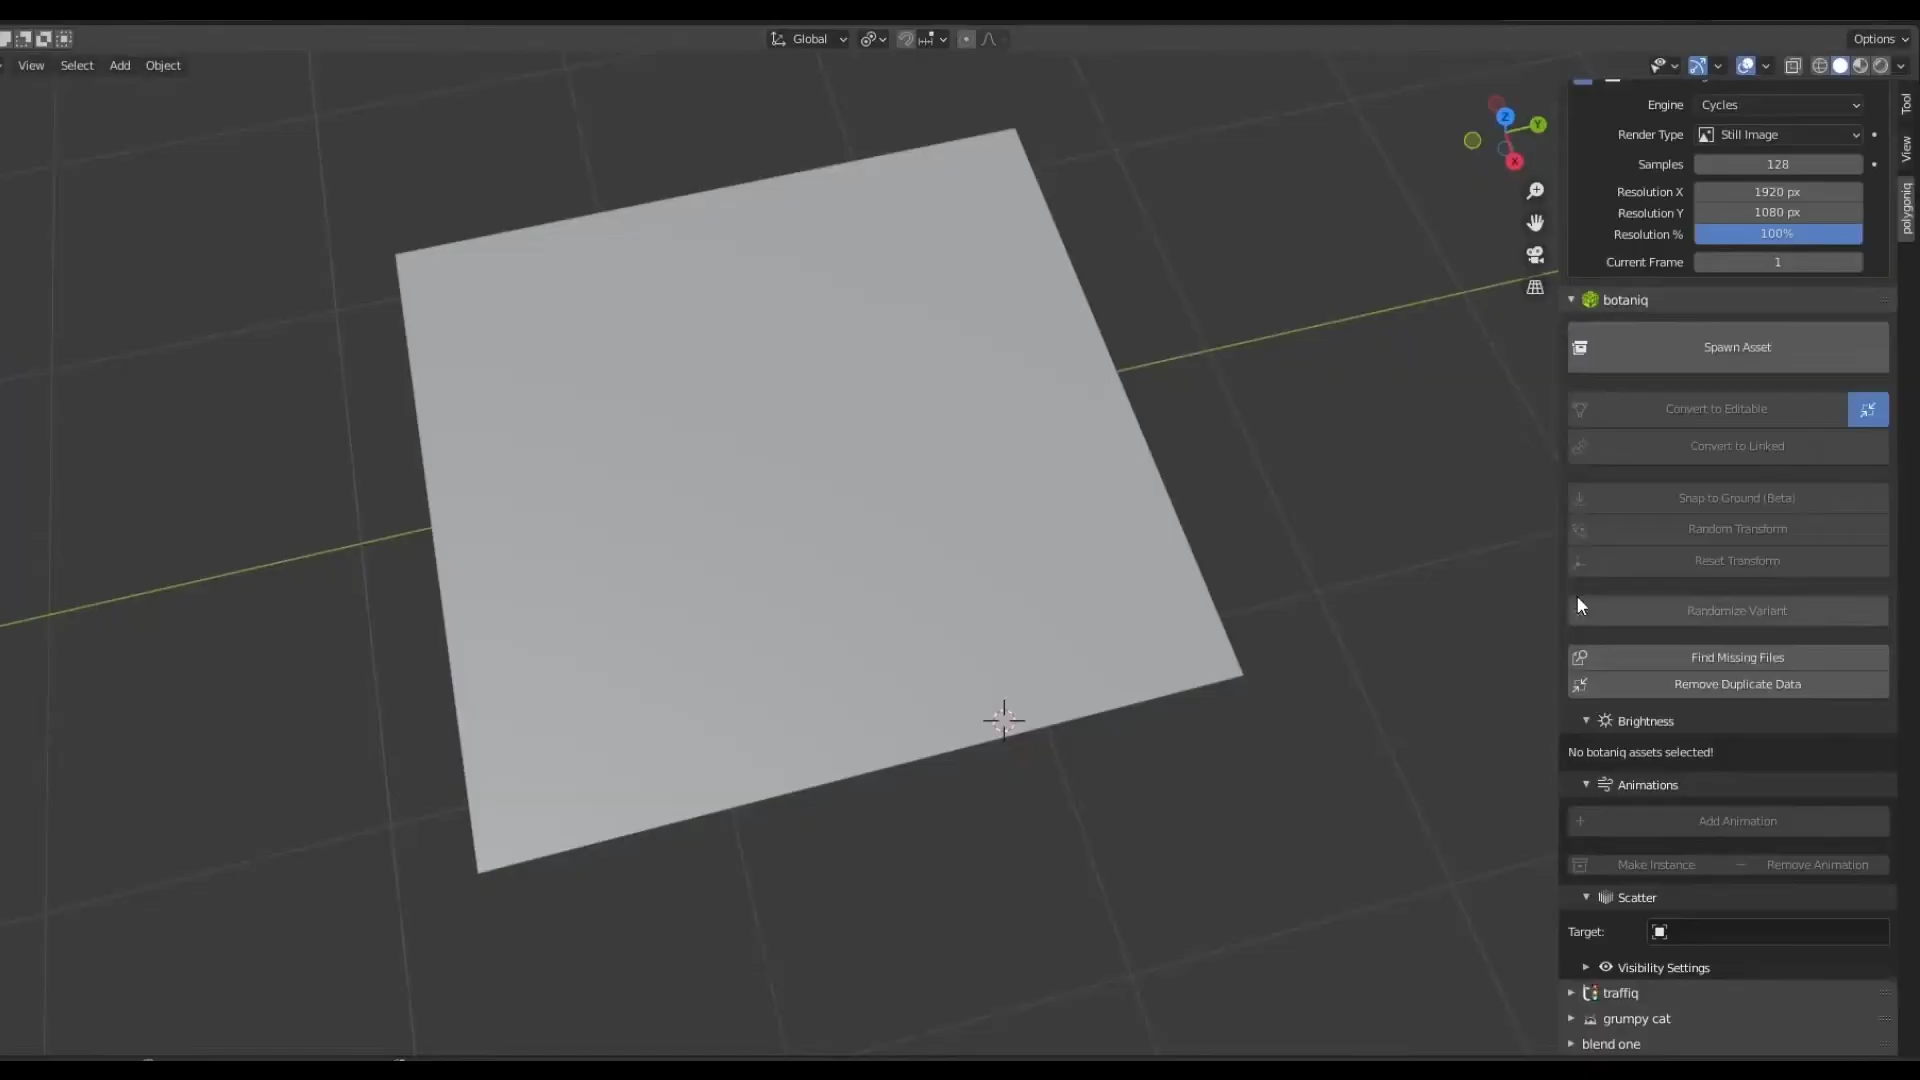 Global
Options
View Select Add Object
Z
Y
X
Tool
View
polygoniq
Engine Cycles
Render Type Still Image
Samples 128
Resolution X 1920 px
Resolution Y 1080 px
Resolution % 100%
Current Frame 1
botaniq
Spawn Asset
Convert to Editable
Convert to Linked
Snap to Ground (Beta)
Random Transform
Reset Transform
Randomize Variant
Find Missing Files
Remove Duplicate Data
Brightness
No botaniq assets selected!
Animations
Add Animation
Make Instance Remove Animation
Scatter
Target:
Visibility Settings
traffiq
grumpy cat
blend one